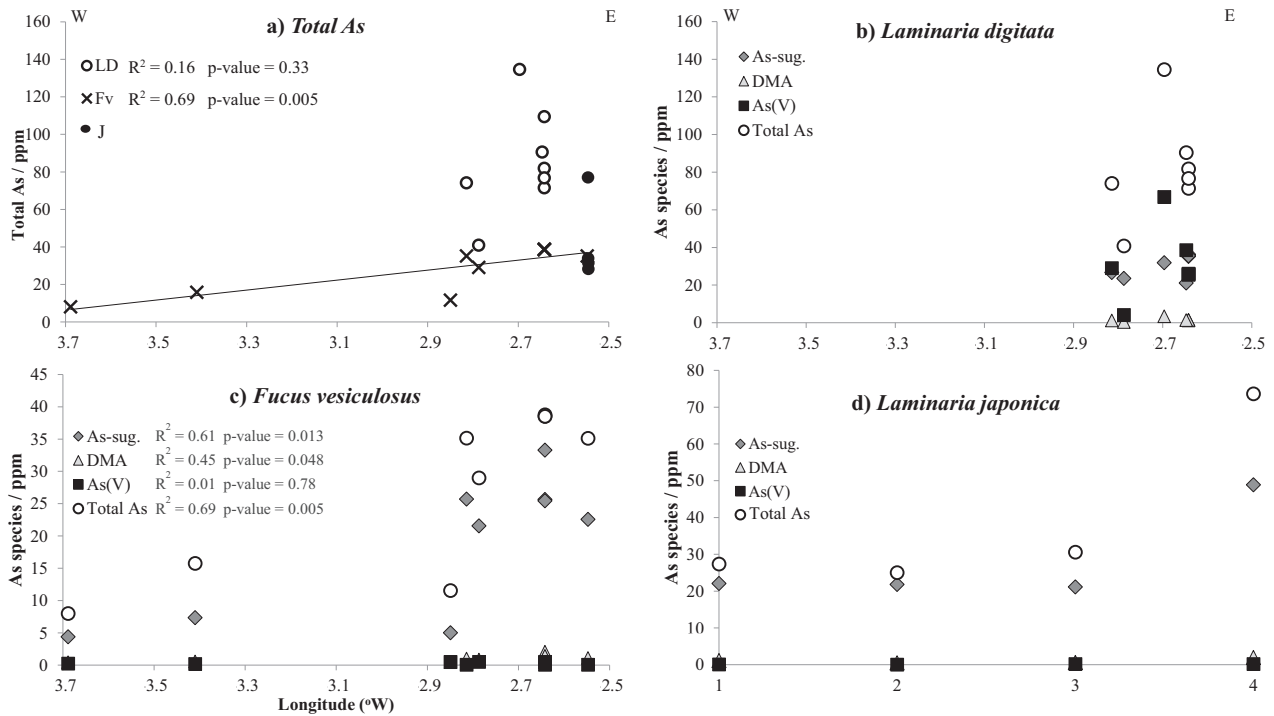 W
E
a) Total As
160
140
120
100
80
60
40
20
0
Total As / ppm
LD R² = 0.16 p-value = 0.33
Fv R² = 0.69 p-value = 0.005
J
3.7
3.5
3.3
3.1
2.9
2.7
2.5
W
E
b) Laminaria digitata
160
140
120
100
80
60
40
20
0
As species / ppm
As-sug.
DMA
As(V)
Total As
3.7
3.5
3.3
3.1
2.9
2.7
2.5
c) Fucus vesiculosus
45
40
35
30
25
20
15
10
5
0
As species / ppm
As-sug. R² = 0.61 p-value = 0.013
DMA R² = 0.45 p-value = 0.048
As(V) R² = 0.01 p-value = 0.78
Total As R² = 0.69 p-value = 0.005
3.7
3.5
3.3
3.1
2.9
2.7
2.5
Longitude (°W)
d) Laminaria japonica
80
70
60
50
40
30
20
10
0
As species / ppm
As-sug.
DMA
As(V)
Total As
1
2
3
4